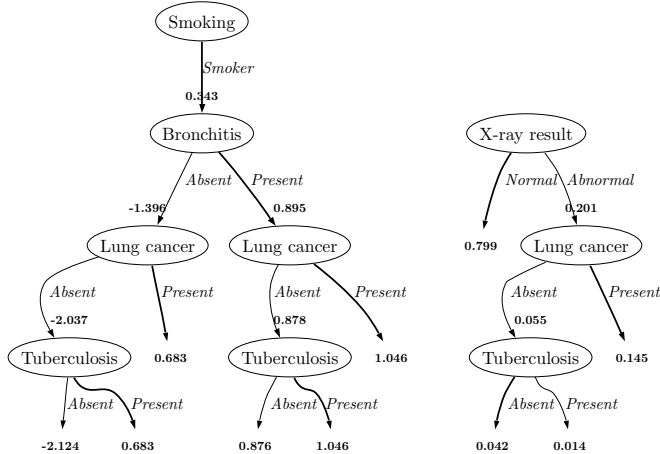 Smoking
Smoker
0.343
Bronchitis X-ray result
Absent Present Normal Abnormal
-1.396 0.895 0.799 0.201
Lung cancer Lung cancer Lung cancer
Absent Present Absent Present Absent Present
-2.037 0.878 0.055
Tuberculosis 0.683 Tuberculosis 1.046 Tuberculosis 0.145
Absent Present Absent Present Absent Present
-2.124 0.683 0.876 1.046 0.042 0.014